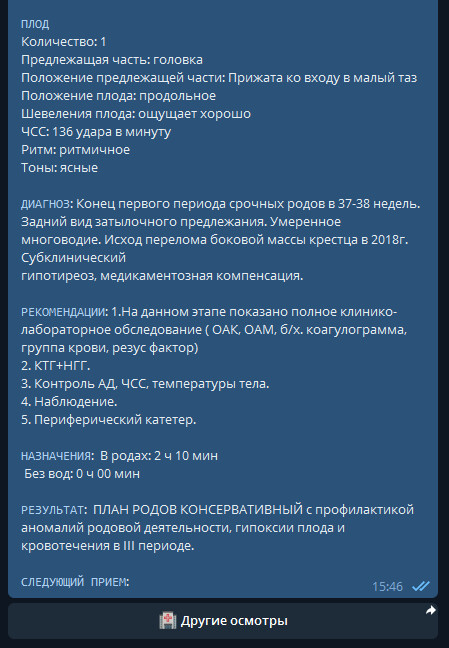 ПЛОД
Количество: 1
Предлежащая часть: головка
Положение предлежащей части: Прижата ко входу в малый таз
Положение плода: продольное
Шевеления плода: ощущает хорошо
ЧСС: 136 удара в минуту
Ритм: ритмичное
Тоны: ясные
ДИАГНОЗ: Конец первого периода срочных родов в 37-38 недель.
Задний вид затылочного предлежания. Умеренное
многоводие. Исход перелома боковой массы крестца в 2018г.
Субклинический
гипотиреоз, медикаментозная компенсация.
РЕКОМЕНДАЦИИ: 1.На данном этапе показано полное клинико-
лабораторное обследование ( ОАК, ОАМ, б/х. коагулограмма,
группа крови, резус фактор)
2. КТГ+НГГ.
3. Контроль АД, ЧСС, температуры тела.
4. Наблюдение.
5. Периферический катетер.
НАЗНАЧЕНИЯ: В родах: 2 ч 10 мин
Без вод: 0 ч 00 мин
РЕЗУЛЬТАТ: ПЛАН РОДОВ КОНСЕРВАТИВНЫЙ с профилактикой
аномалий родовой деятельности, гипоксии плода и
кровотечения в III периоде.
СЛЕДУЮЩИЙ ПРИЕМ:
15:46
Другие осмотры